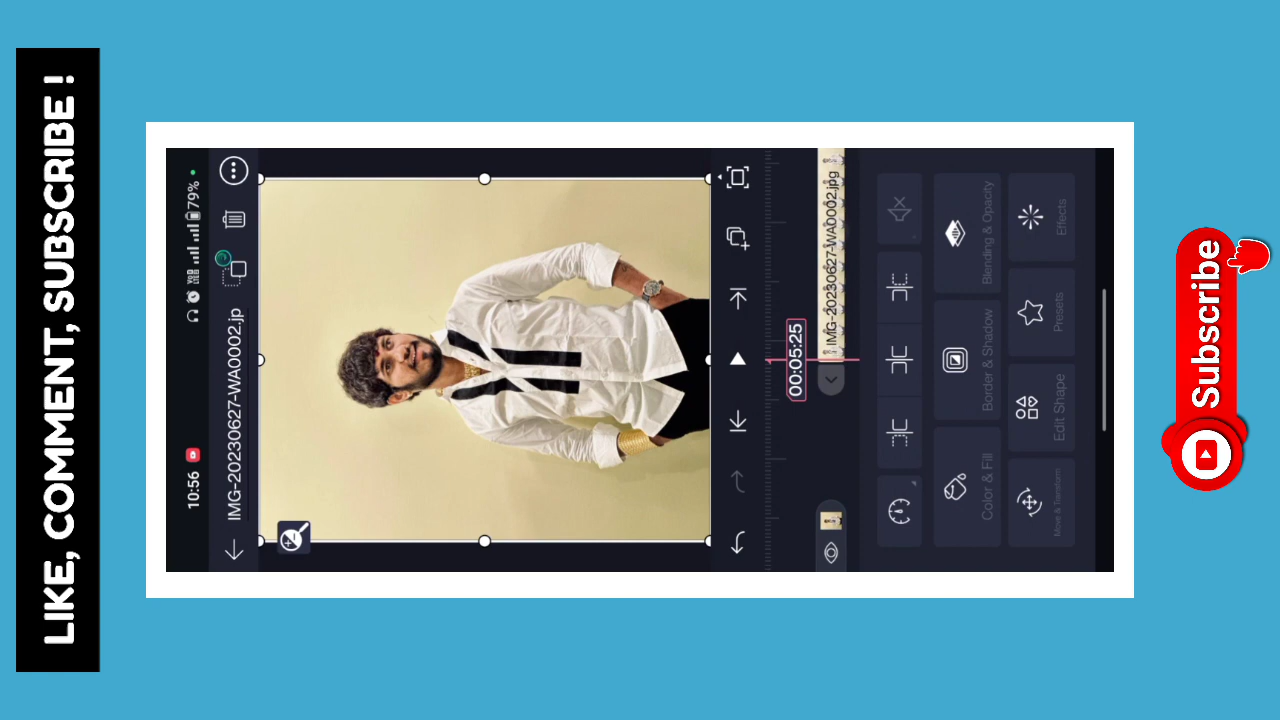 LIKE, COMMENT, SUBSCRIBE !
10:56
79%
IMG-20230627-WA0002.jp
00:05:25
IMG-20230627-WA0002.jpg
Color & Fill
Border & Shadow
Blending & Opacity
Move & Transform
Edit Shape
Presets
Effects
Subscribe